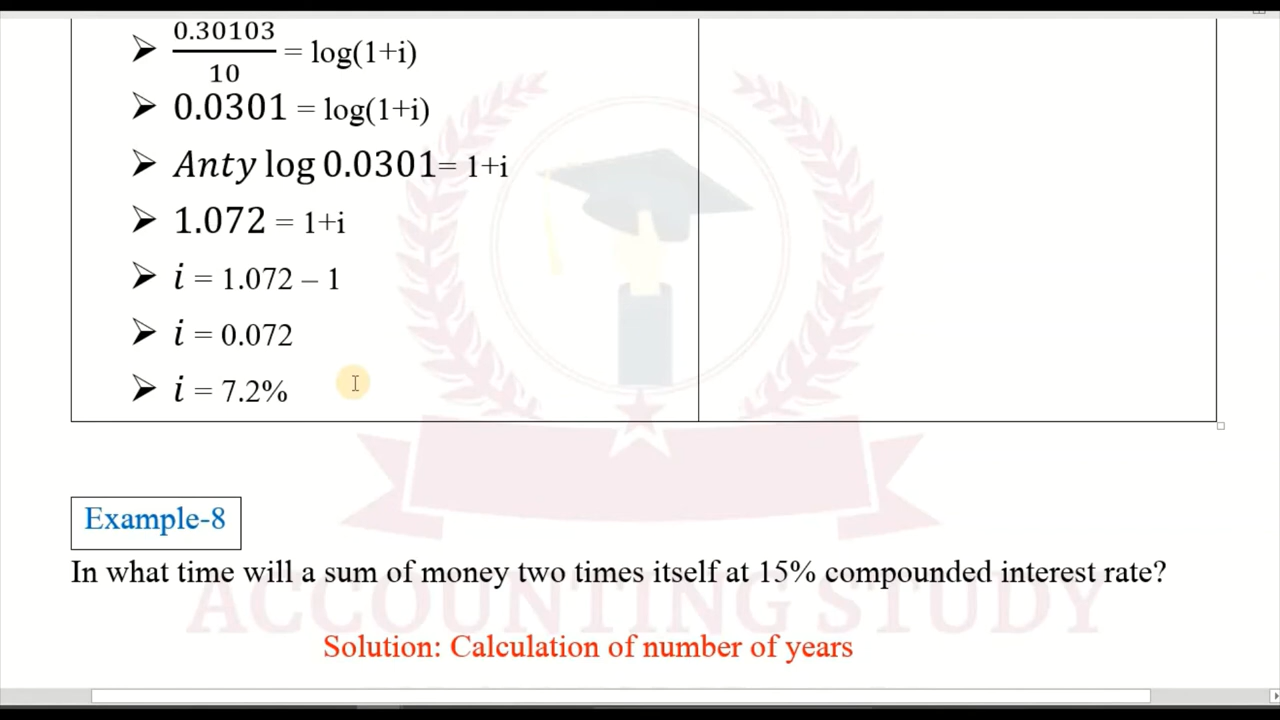 0.30103
10
= log(1+i)
➢ 0.0301 = log(1+i)
➢ Anty log 0.0301= 1+i
➢ 1.072 = 1+i
➢ i = 1.072 – 1
➢ i = 0.072
➢ i = 7.2%
Example-8
In what time will a sum of money two times itself at 15% compounded interest rate?
ACCOUNTING STUDY
Solution: Calculation of number of years